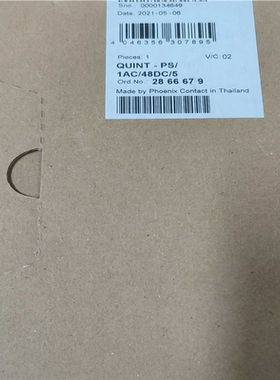 Sno. 0000134649
Date: 2021-05-06
4 046356 307895
Pieces: 1 V/C: 02
QUINT - PS/
1AC/48DC/5
Ord No. 28 66 67 9
Made by Phoenix Contact in Thailand